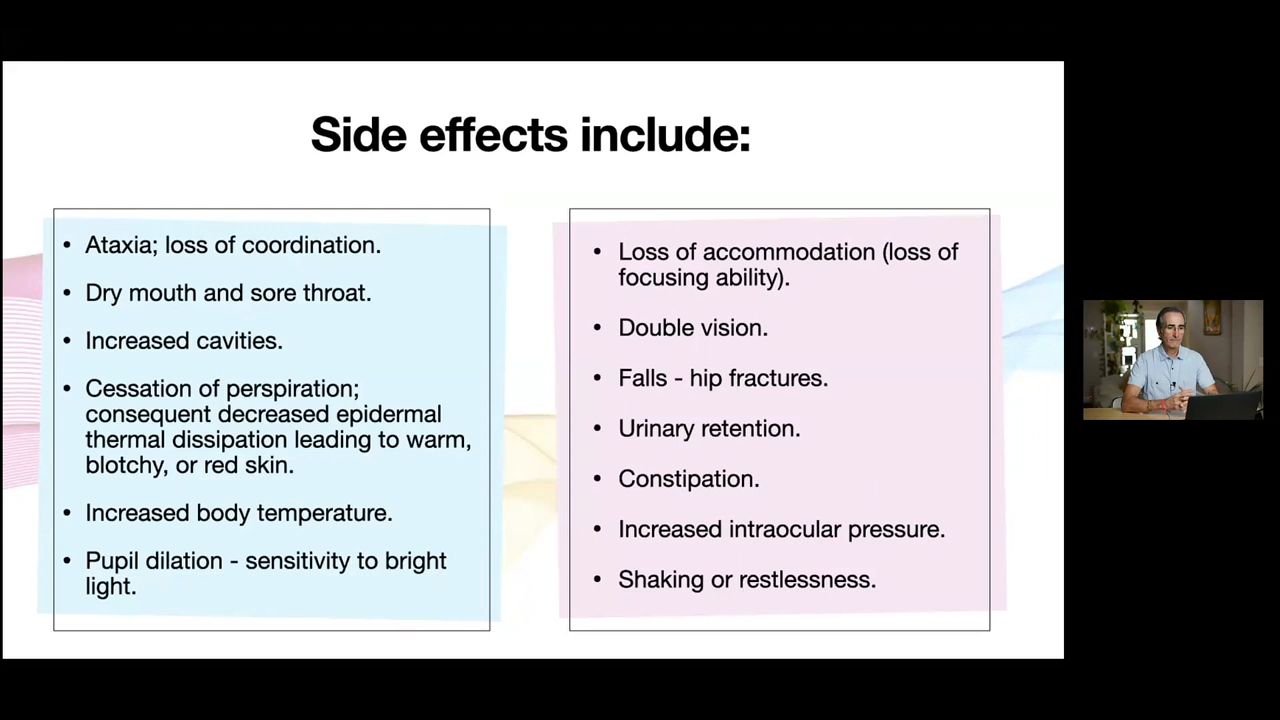 Side effects include:
• Ataxia; loss of coordination.
• Dry mouth and sore throat.
• Increased cavities.
• Cessation of perspiration;
consequent decreased epidermal
thermal dissipation leading to warm,
blotchy, or red skin.
• Increased body temperature.
• Pupil dilation - sensitivity to bright
light.
• Loss of accommodation (loss of
focusing ability).
• Double vision.
• Falls - hip fractures.
• Urinary retention.
• Constipation.
• Increased intraocular pressure.
• Shaking or restlessness.